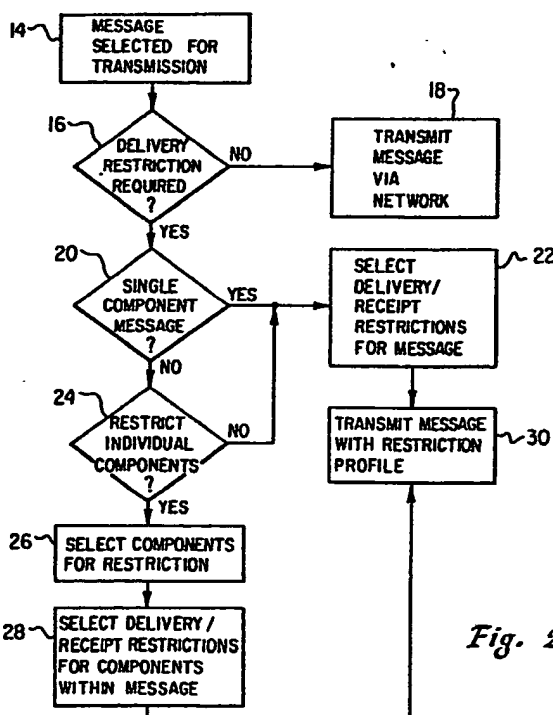 14
MESSAGE
SELECTED FOR
TRANSMISSION
16
DELIVERY
RESTRICTION
REQUIRED
?
NO
18
TRANSMIT
MESSAGE
VIA
NETWORK
YES
20
SINGLE
COMPONENT
MESSAGE
?
YES
22
SELECT
DELIVERY/
RECEIPT
RESTRICTIONS
FOR MESSAGE
NO
24
RESTRICT
INDIVIDUAL
COMPONENTS
?
NO
TRANSMIT MESSAGE
WITH RESTRICTION
PROFILE
30
YES
26
SELECT COMPONENTS
FOR RESTRICTION
28
SELECT DELIVERY/
RECEIPT RESTRICTIONS
FOR COMPONENTS
WITHIN MESSAGE
Fig. 2